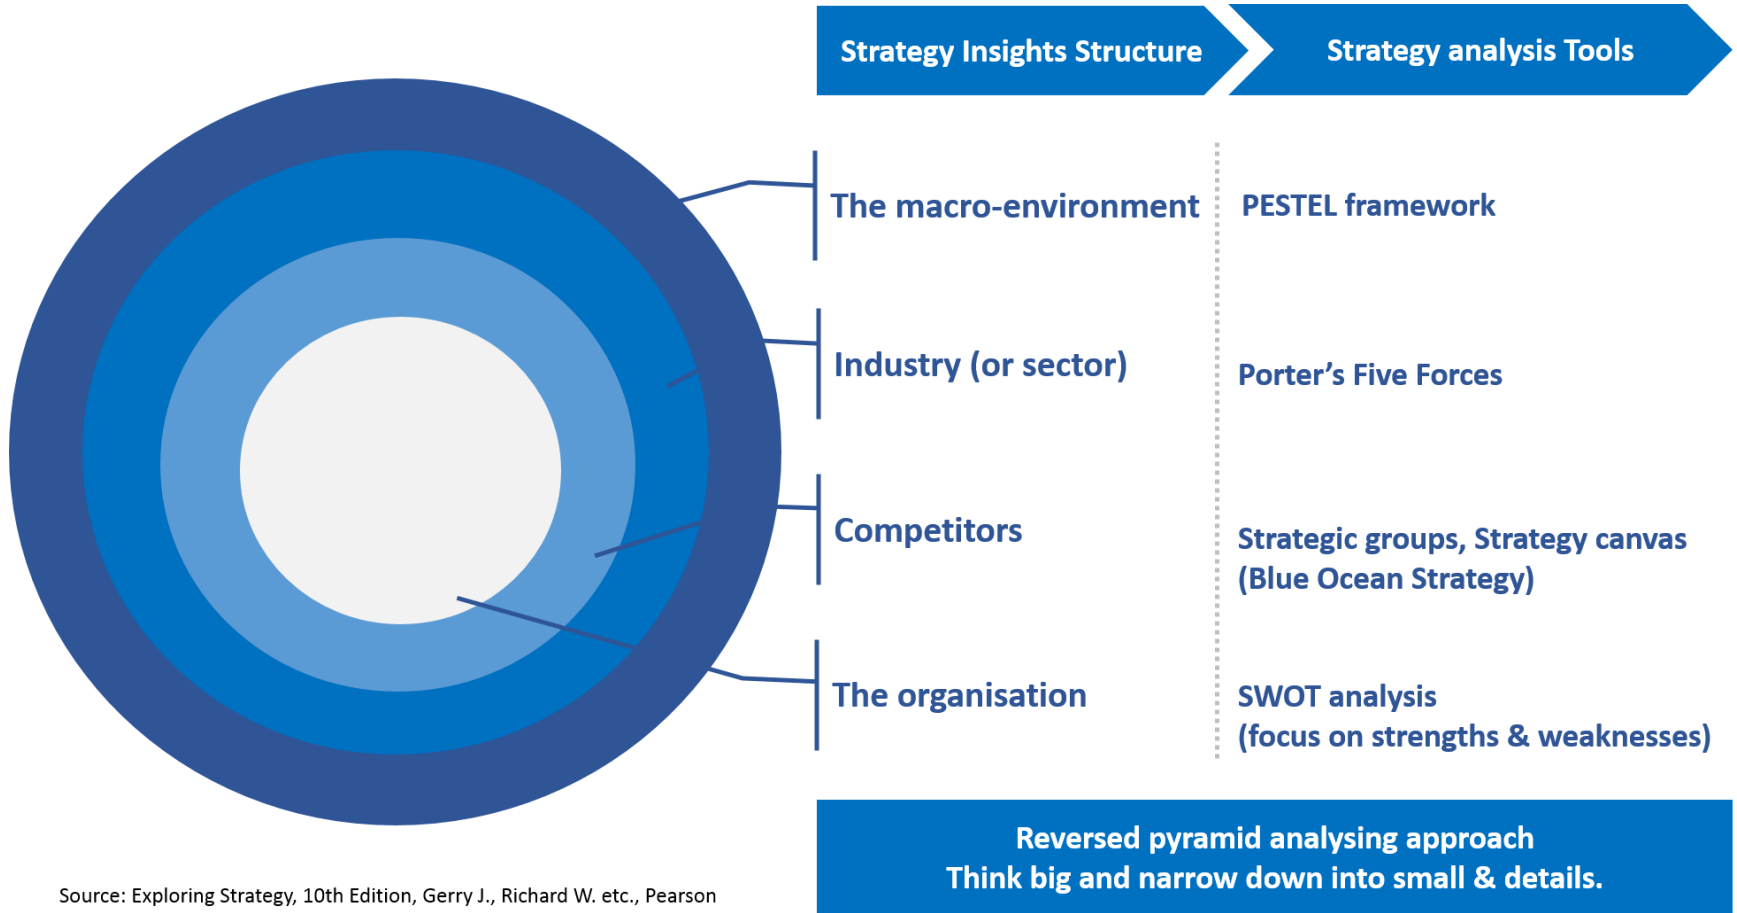 Strategy Insights Structure
Strategy analysis Tools
The macro-environment
PESTEL framework
Industry (or sector)
Porter’s Five Forces
Competitors
Strategic groups, Strategy canvas
(Blue Ocean Strategy)
The organisation
SWOT analysis
(focus on strengths & weaknesses)
Reversed pyramid analysing approach
Think big and narrow down into small & details.
Source: Exploring Strategy, 10th Edition, Gerry J., Richard W. etc., Pearson